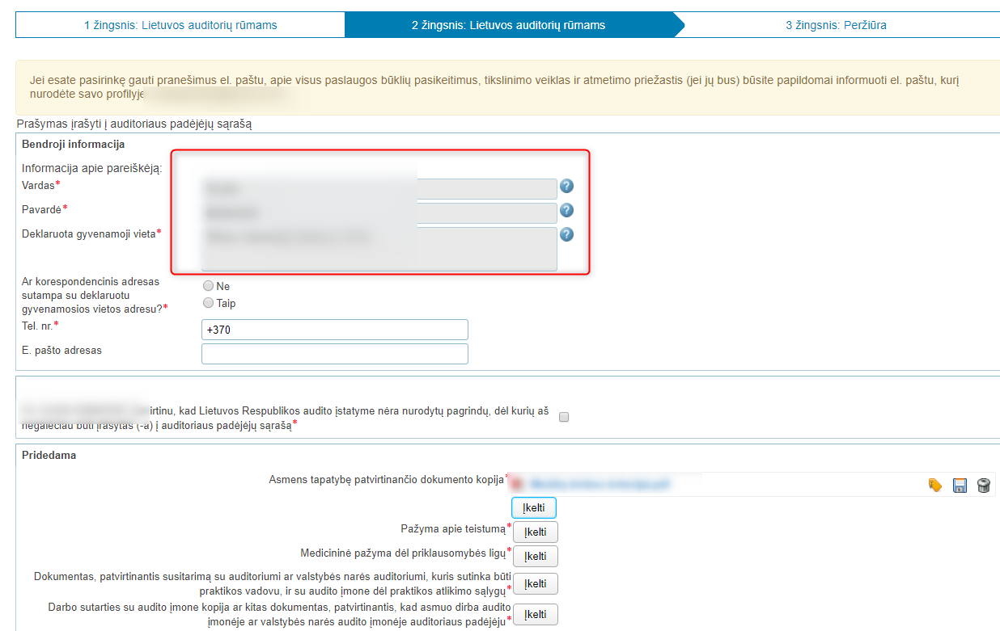 1 žingsnis: Lietuvos auditorių rūmams
2 žingsnis: Lietuvos auditorių rūmams
3 žingsnis: Peržiūra
Jei esate pasirinkę gauti pranešimus el. paštu, apie visus paslaugos būklių pasikeitimus, tikslinimo veiklas ir atmetimo priežastis (jei jų bus) būsite papildomai informuoti el. paštu, kurį
nurodėte savo profilyje
Prašymas įrašyti į auditoriaus padėjėjų sąrašą
Bendroji informacija
Informacija apie pareiškėją:
Vardas*
Pavardė*
Deklaruota gyvenamoji vieta*
Ar korespondencinis adresas
sutampa su deklaruotu
gyvenamosios vietos adresu?*
Ne
Taip
Tel. nr.*
+370
E. pašto adresas
irtinu, kad Lietuvos Respublikos audito įstatyme nėra nurodytų pagrindų, dėl kurių aš
negalėčiau būti įrašytas (-a) į auditoriaus padėjėjų sąrašą*
Pridedama
Asmens tapatybę patvirtinančio dokumento kopija*
Įkelti
Pažyma apie teistumą*
Įkelti
Medicininė pažyma dėl priklausomybės ligų*
Įkelti
Dokumentas, patvirtinantis susitarimą su auditoriumi ar valstybės narės auditoriumi, kuris sutinka būti
praktikos vadovu, ir su audito įmone dėl praktikos atlikimo sąlygų*
Įkelti
Darbo sutarties su audito įmone kopija ar kitas dokumentas, patvirtinantis, kad asmuo dirba audito
įmonėje ar valstybės narės audito įmonėje auditoriaus padėjėju*
Įkelti